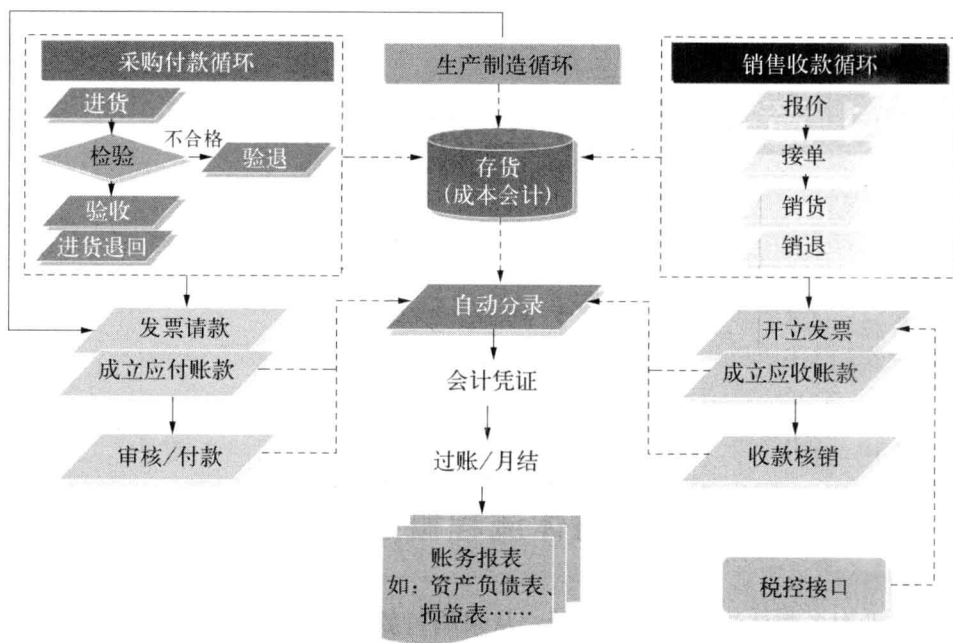 采购付款循环
进货
检验
不合格
验退
验收
进货退回
发票请款
成立应付账款
审核/付款
生产制造循环
存货
(成本会计)
自动分录
会计凭证
过账/月结
账务报表
如：资产负债表、
损益表……
销售收款循环
报价
接单
销货
销退
开立发票
成立应收账款
收款核销
税控接口